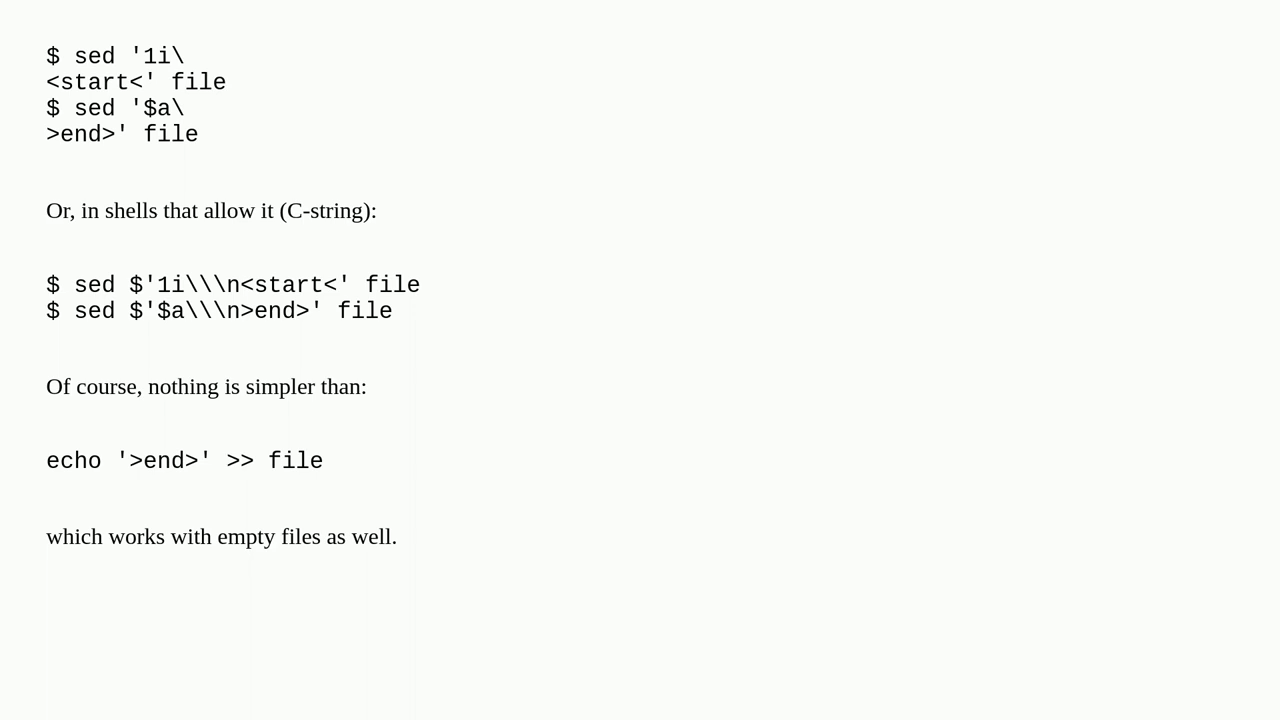 $ sed '1i\
<start<' file
$ sed '$a\
>end>' file
Or, in shells that allow it (C-string):
$ sed $'1i\\\n<start<' file
$ sed $'$a\\\n>end>' file
Of course, nothing is simpler than:
echo '>end>' >> file
which works with empty files as well.